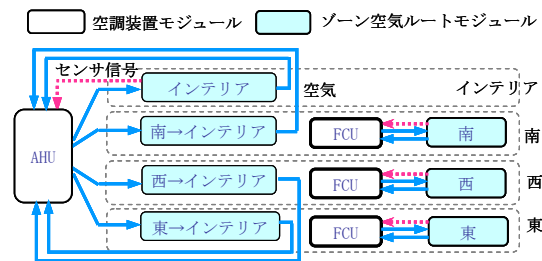 空調装置モジュール
ゾーン空気ルートモジュール
センサ信号
インテリア
空気
インテリア
AHU
南→インテリア
FCU
南
南
西→インテリア
FCU
西
西
東→インテリア
FCU
東
東